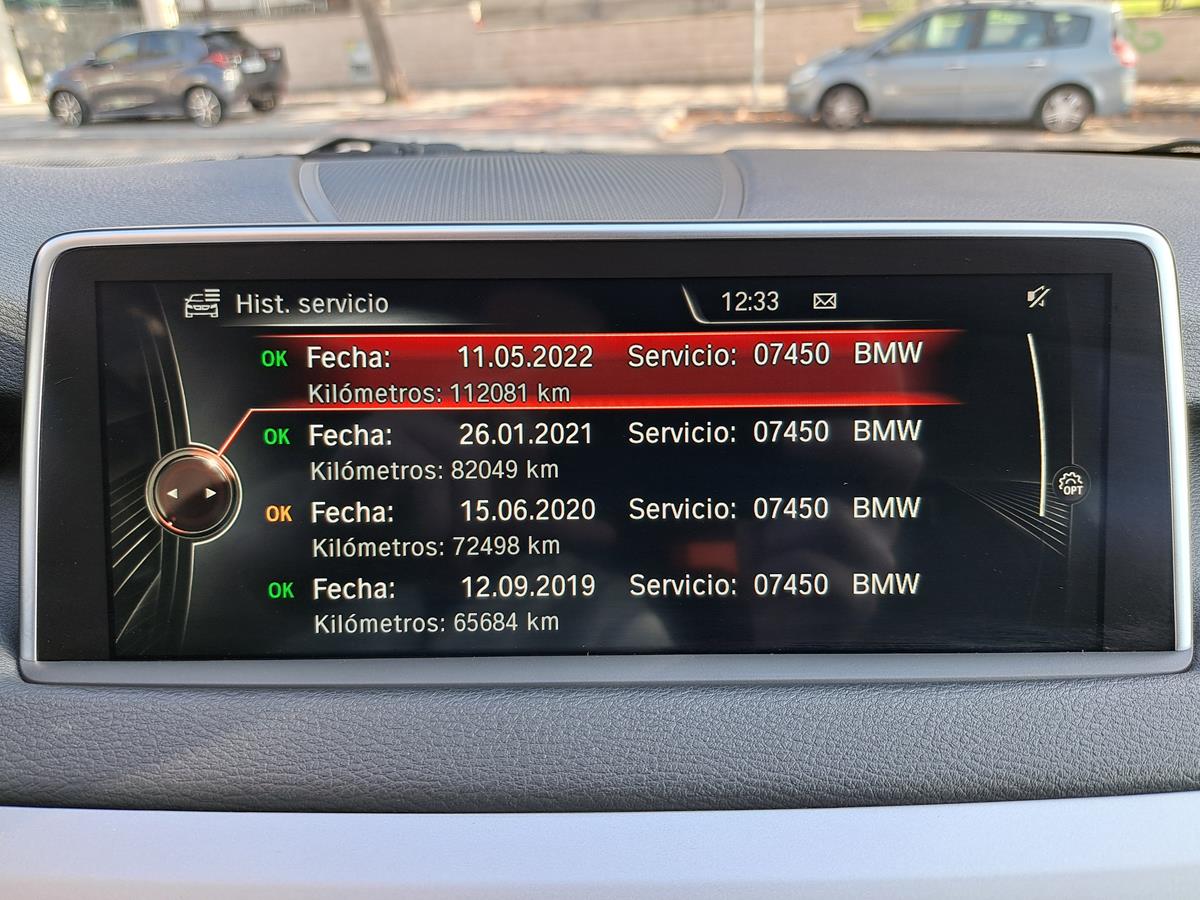 Hist. servicio 12:33
OK Fecha: 11.05.2022 Servicio: 07450 BMW
Kilómetros: 112081 km
OK Fecha: 26.01.2021 Servicio: 07450 BMW
Kilómetros: 82049 km
OK Fecha: 15.06.2020 Servicio: 07450 BMW
OPT
Kilómetros: 72498 km
OK Fecha: 12.09.2019 Servicio: 07450 BMW
Kilómetros: 65684 km